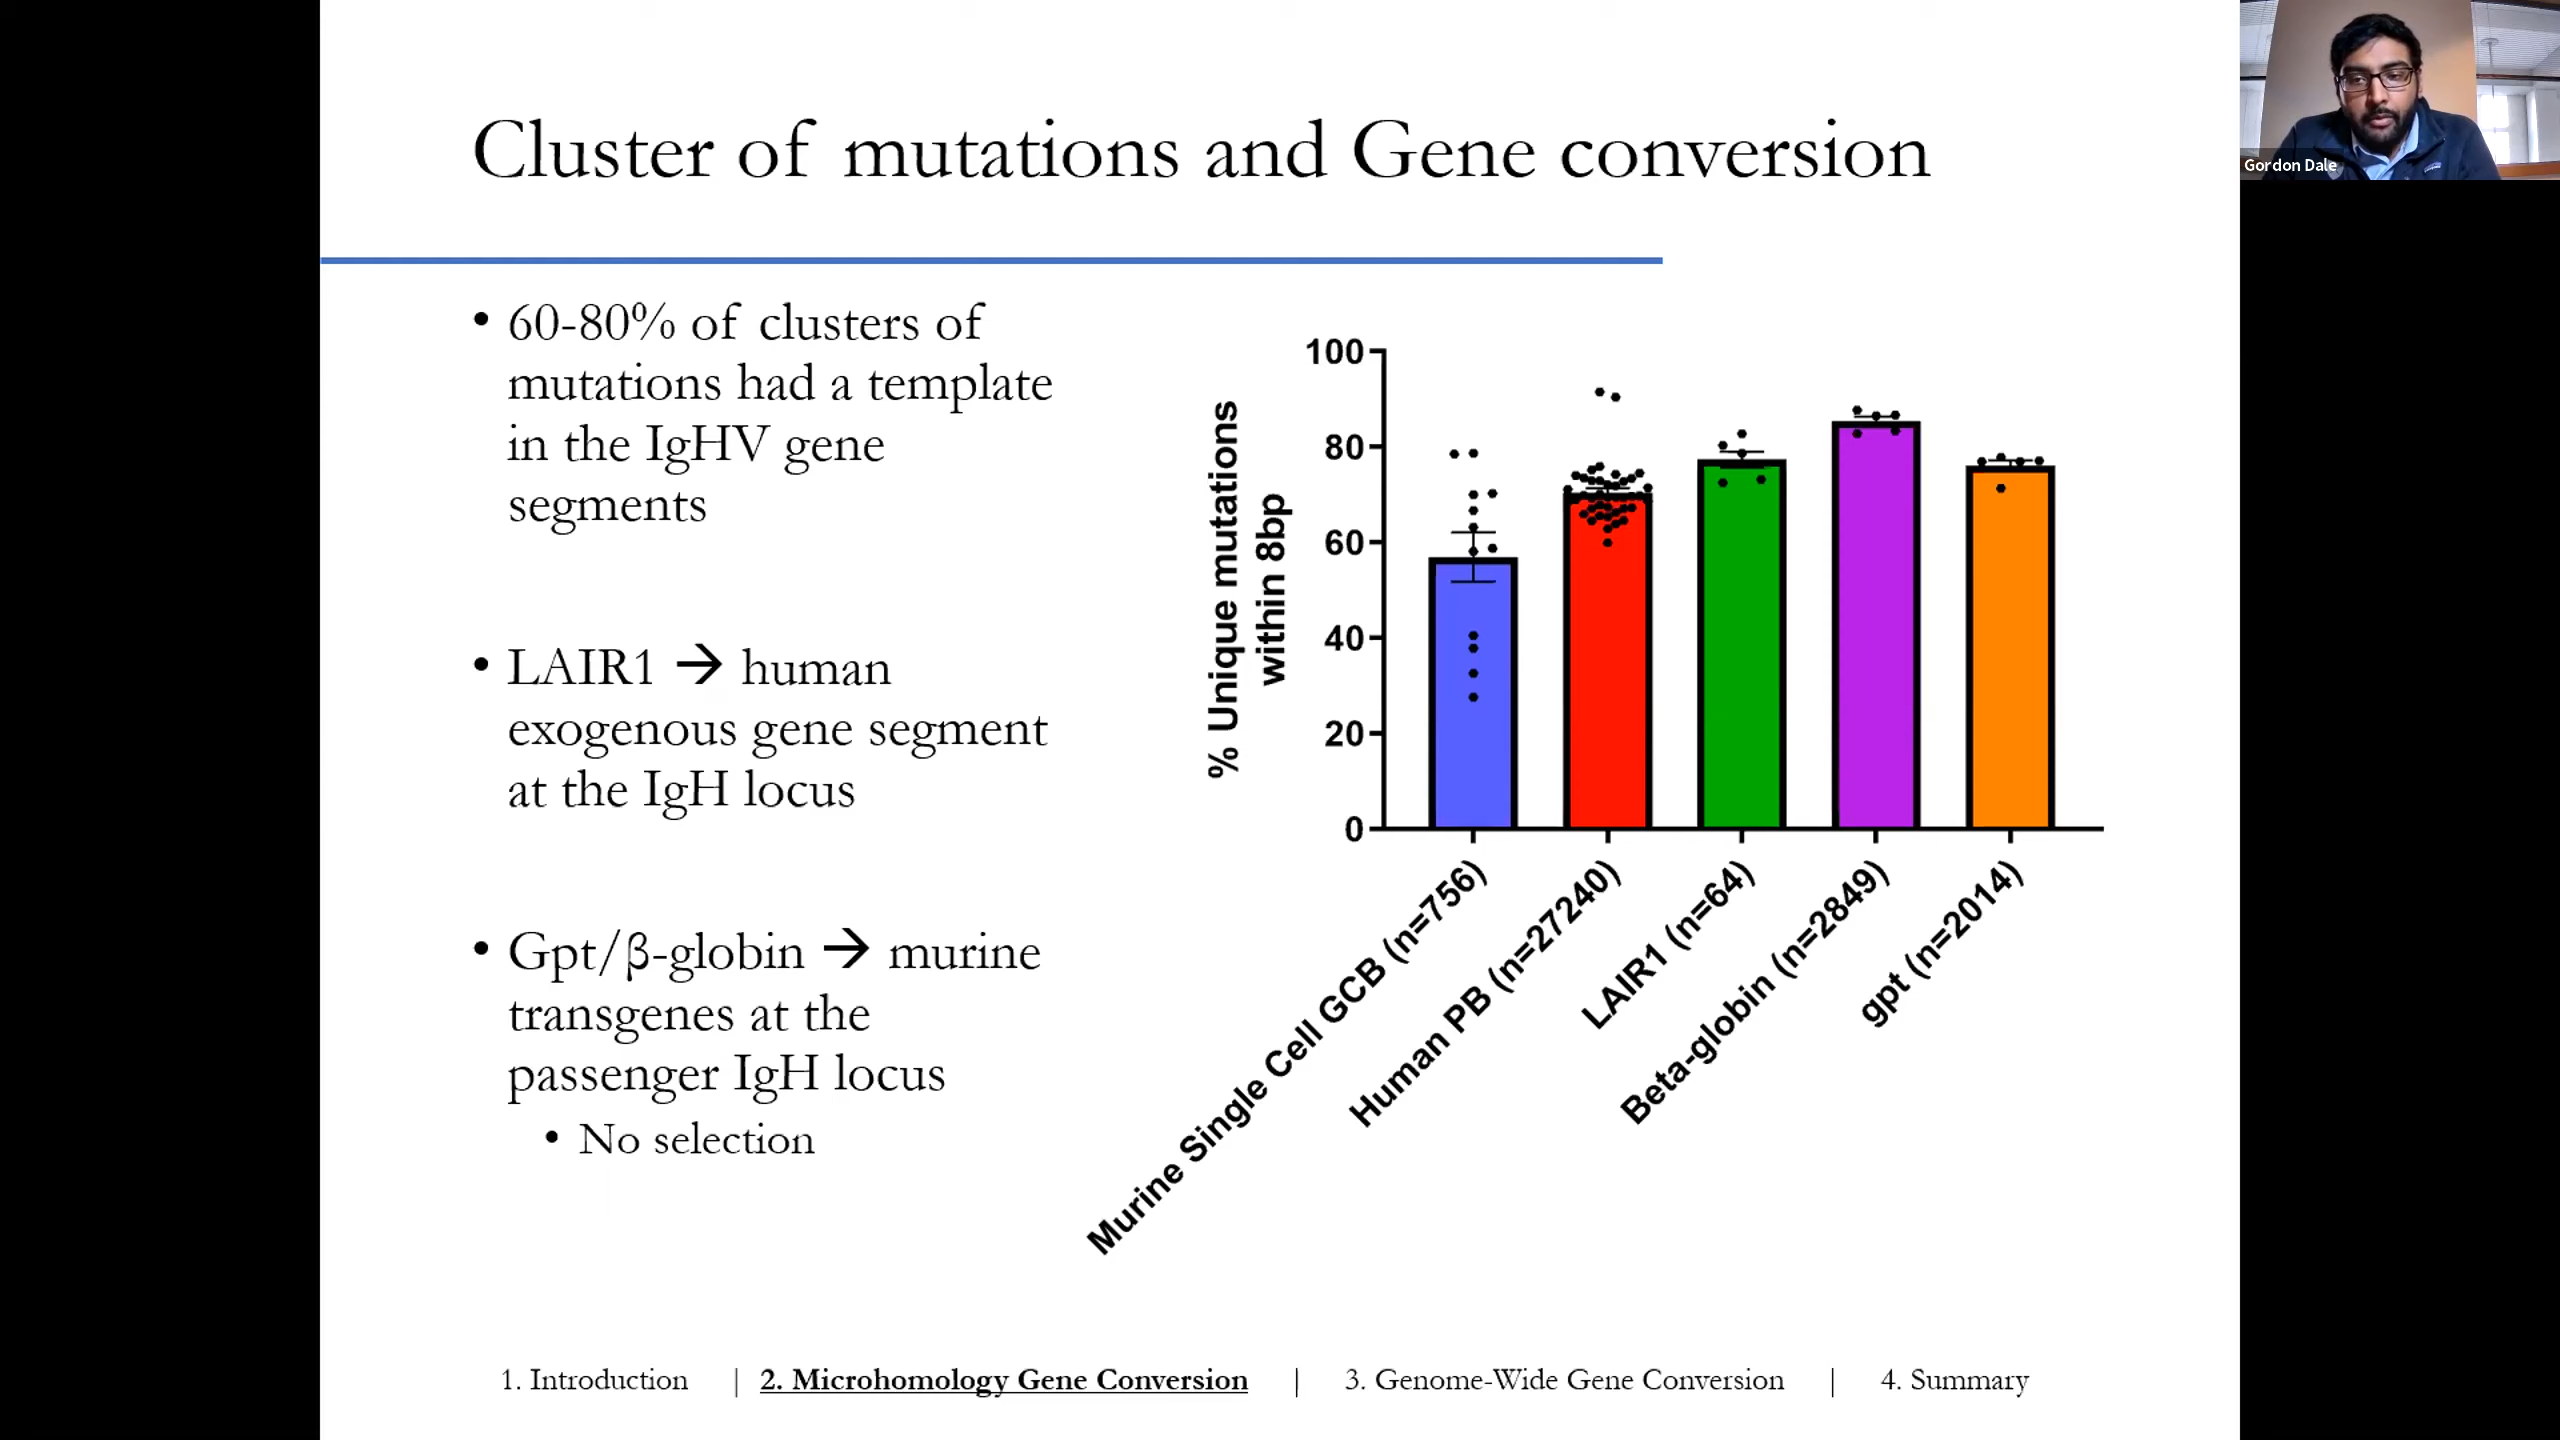 Cluster of mutations and Gene conversion
Gordon Dale
• 60-80% of clusters of
mutations had a template
in the IgHV gene
segments
• LAIR1 → human
exogenous gene segment
at the IgH locus
• Gpt/β-globin → murine
transgenes at the
passenger IgH locus
• No selection
% Unique mutations
within 8bp
100
80
60
40
20
0
Murine Single Cell GCB (n=756)
Human PB (n=27240)
LAIR1 (n=64)
Beta-globin (n=2849)
gpt (n=2014)
1. Introduction | 2. Microhomology Gene Conversion | 3. Genome-Wide Gene Conversion | 4. Summary